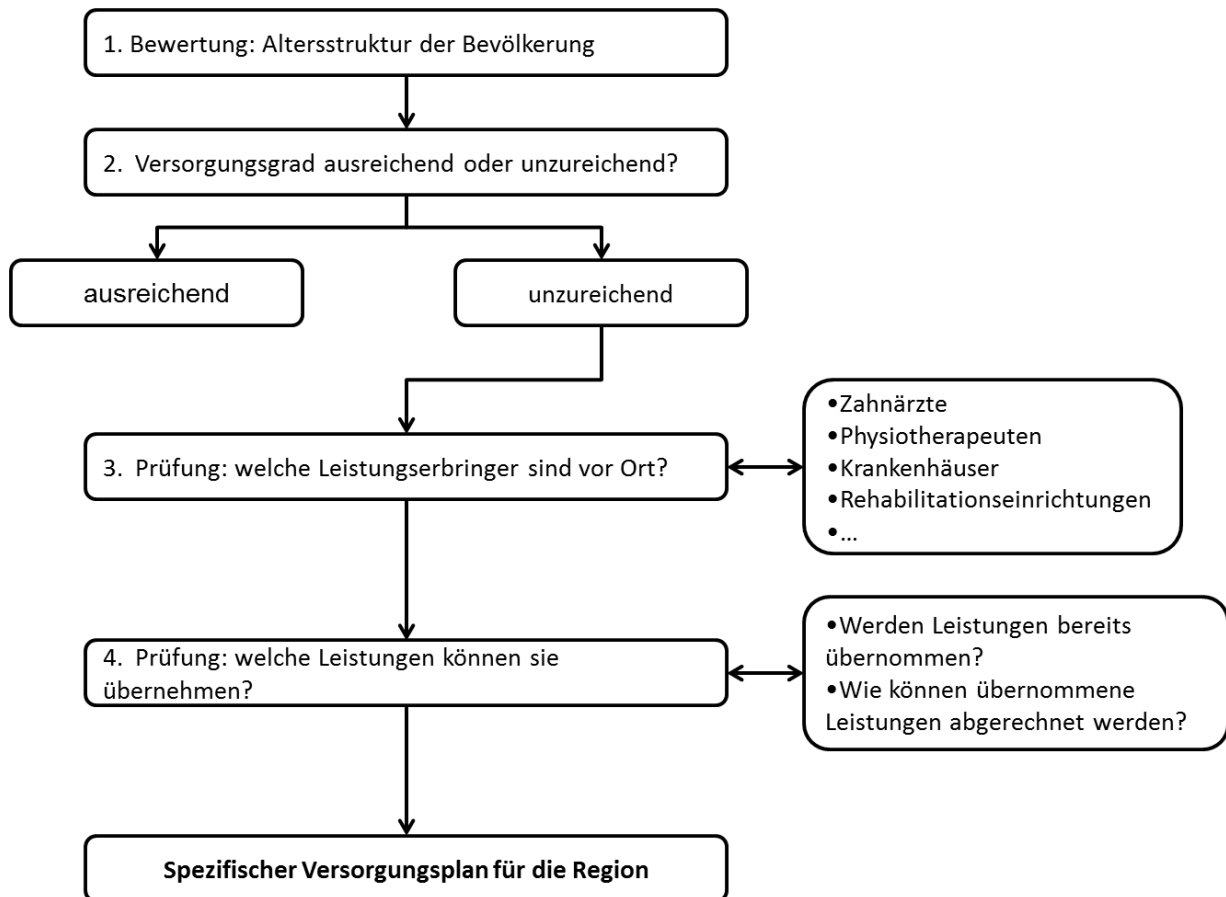 1. Bewertung: Altersstruktur der Bevölkerung
2. Versorgungsgrad ausreichend oder unzureichend?
ausreichend
unzureichend
3. Prüfung: welche Leistungserbringer sind vor Ort?
•Zahnärzte
•Physiotherapeuten
•Krankenhäuser
•Rehabilitationseinrichtungen
•...
4. Prüfung: welche Leistungen können sie
übernehmen?
•Werden Leistungen bereits
übernommen?
•Wie können übernommene
Leistungen abgerechnet werden?
Spezifischer Versorgungsplan für die Region